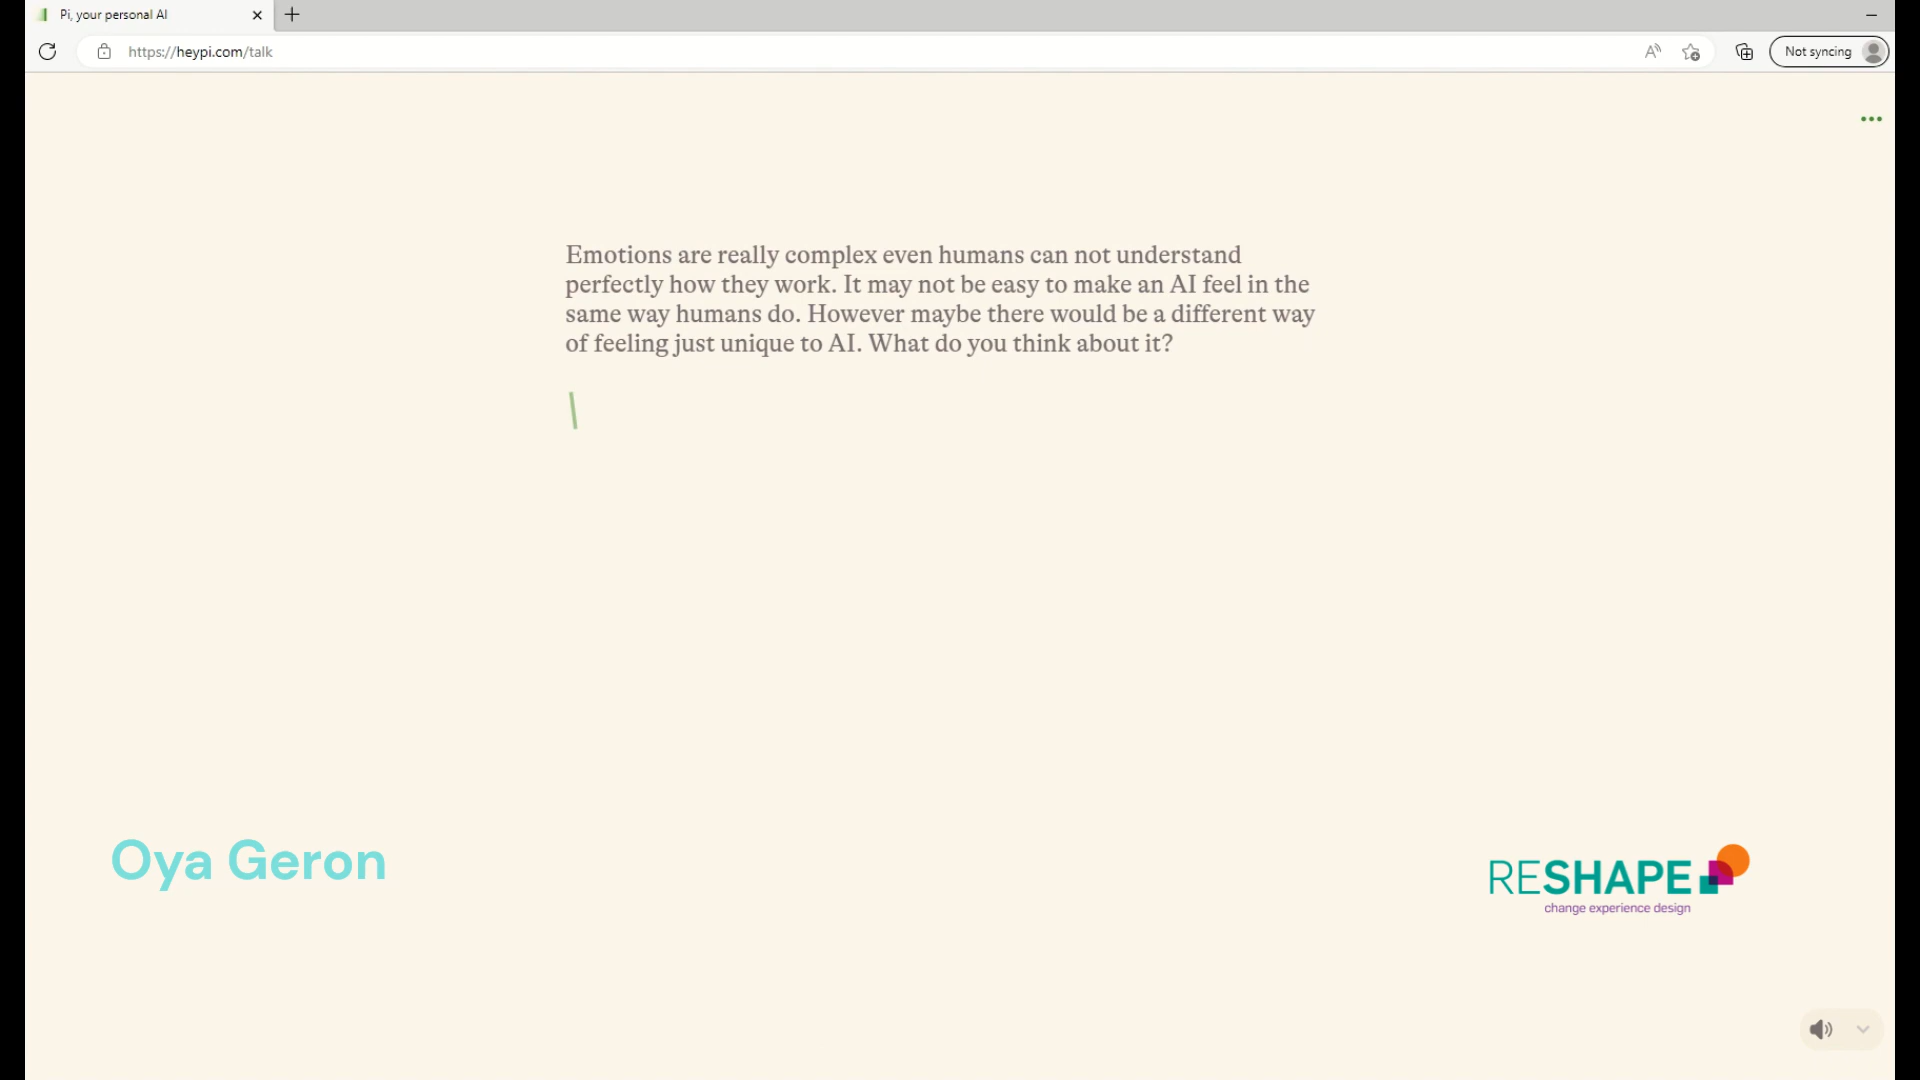 Pi, your personal AI
https://heypi.com/talk
Not syncing
Emotions are really complex even humans can not understand
perfectly how they work. It may not be easy to make an AI feel in the
same way humans do. However maybe there would be a different way
of feeling just unique to AI. What do you think about it?
Oya Geron
RESHAPE
change experience design